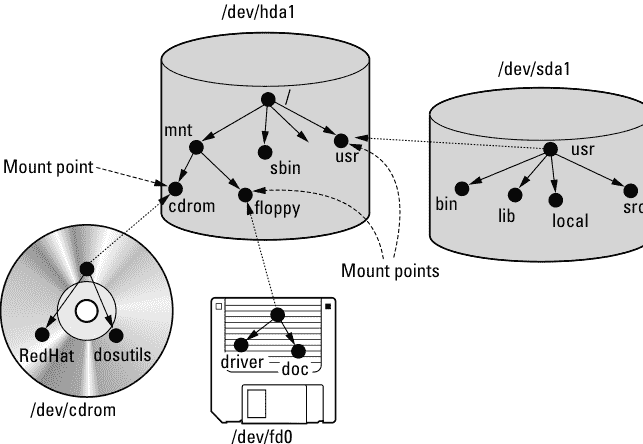 /dev/hda1
/dev/sda1
/
mnt
usr
usr
sbin
Mount point
cdrom
floppy
bin
lib
local
src
Mount points
RedHat
dosutils
driver
doc
/dev/cdrom
/dev/fd0